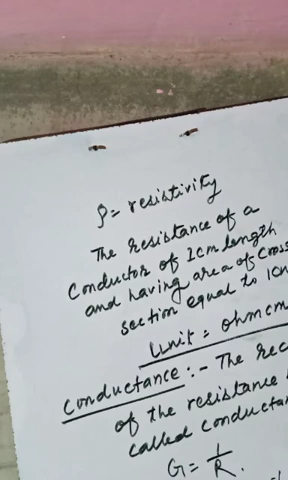 ρ = resistivity
The resistance of a
conductor of 1cm length
and having area of cross
section equal to 1cm
Unit = ohm cm
Conductance :- The rec
of the resistance
called conducta
G = 1/R.